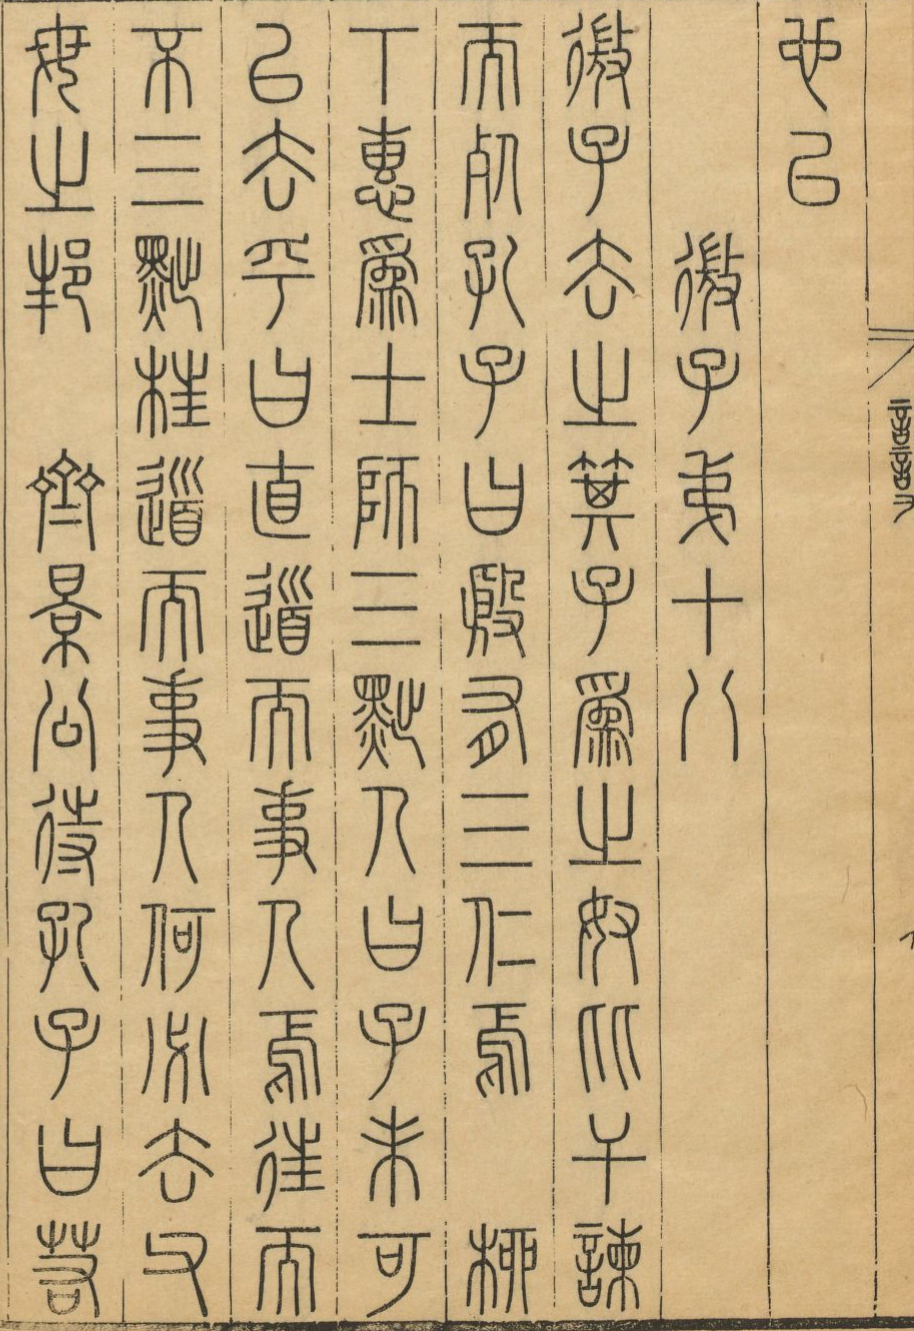 也已
微子弟十八
微子去之箕子為之奴比干諫
而死孔子曰殷有三仁焉　柳
下惠為士師三黜人曰子未可
以去乎曰直道而事人焉往而
不三黜枉道而事人何必去父
母之邦　齊景公待孔子曰若